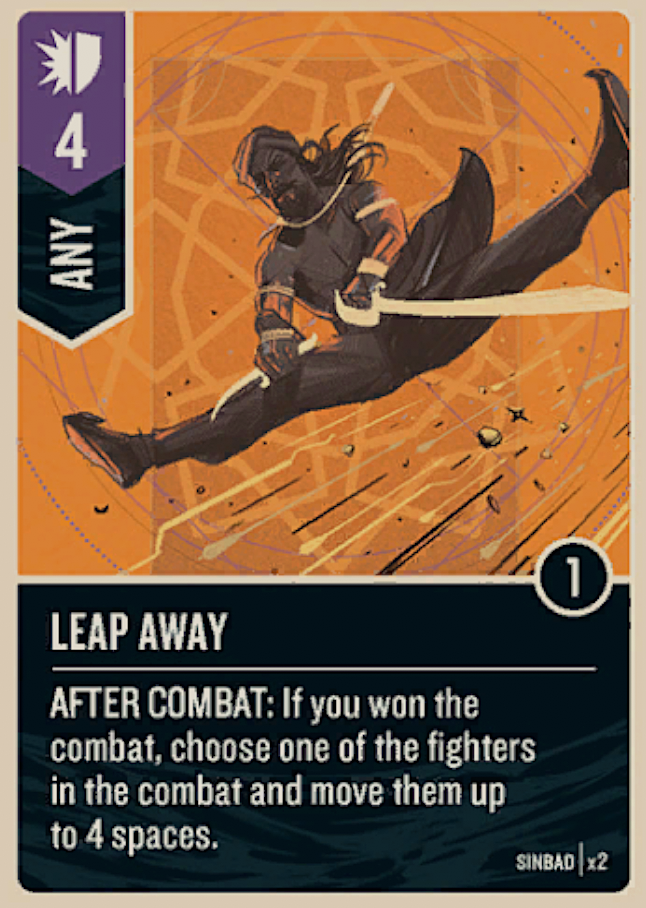 4
ANY
1
LEAP AWAY
AFTER COMBAT: If you won the
combat, choose one of the fighters
in the combat and move them up
to 4 spaces.
SINBAD | x2